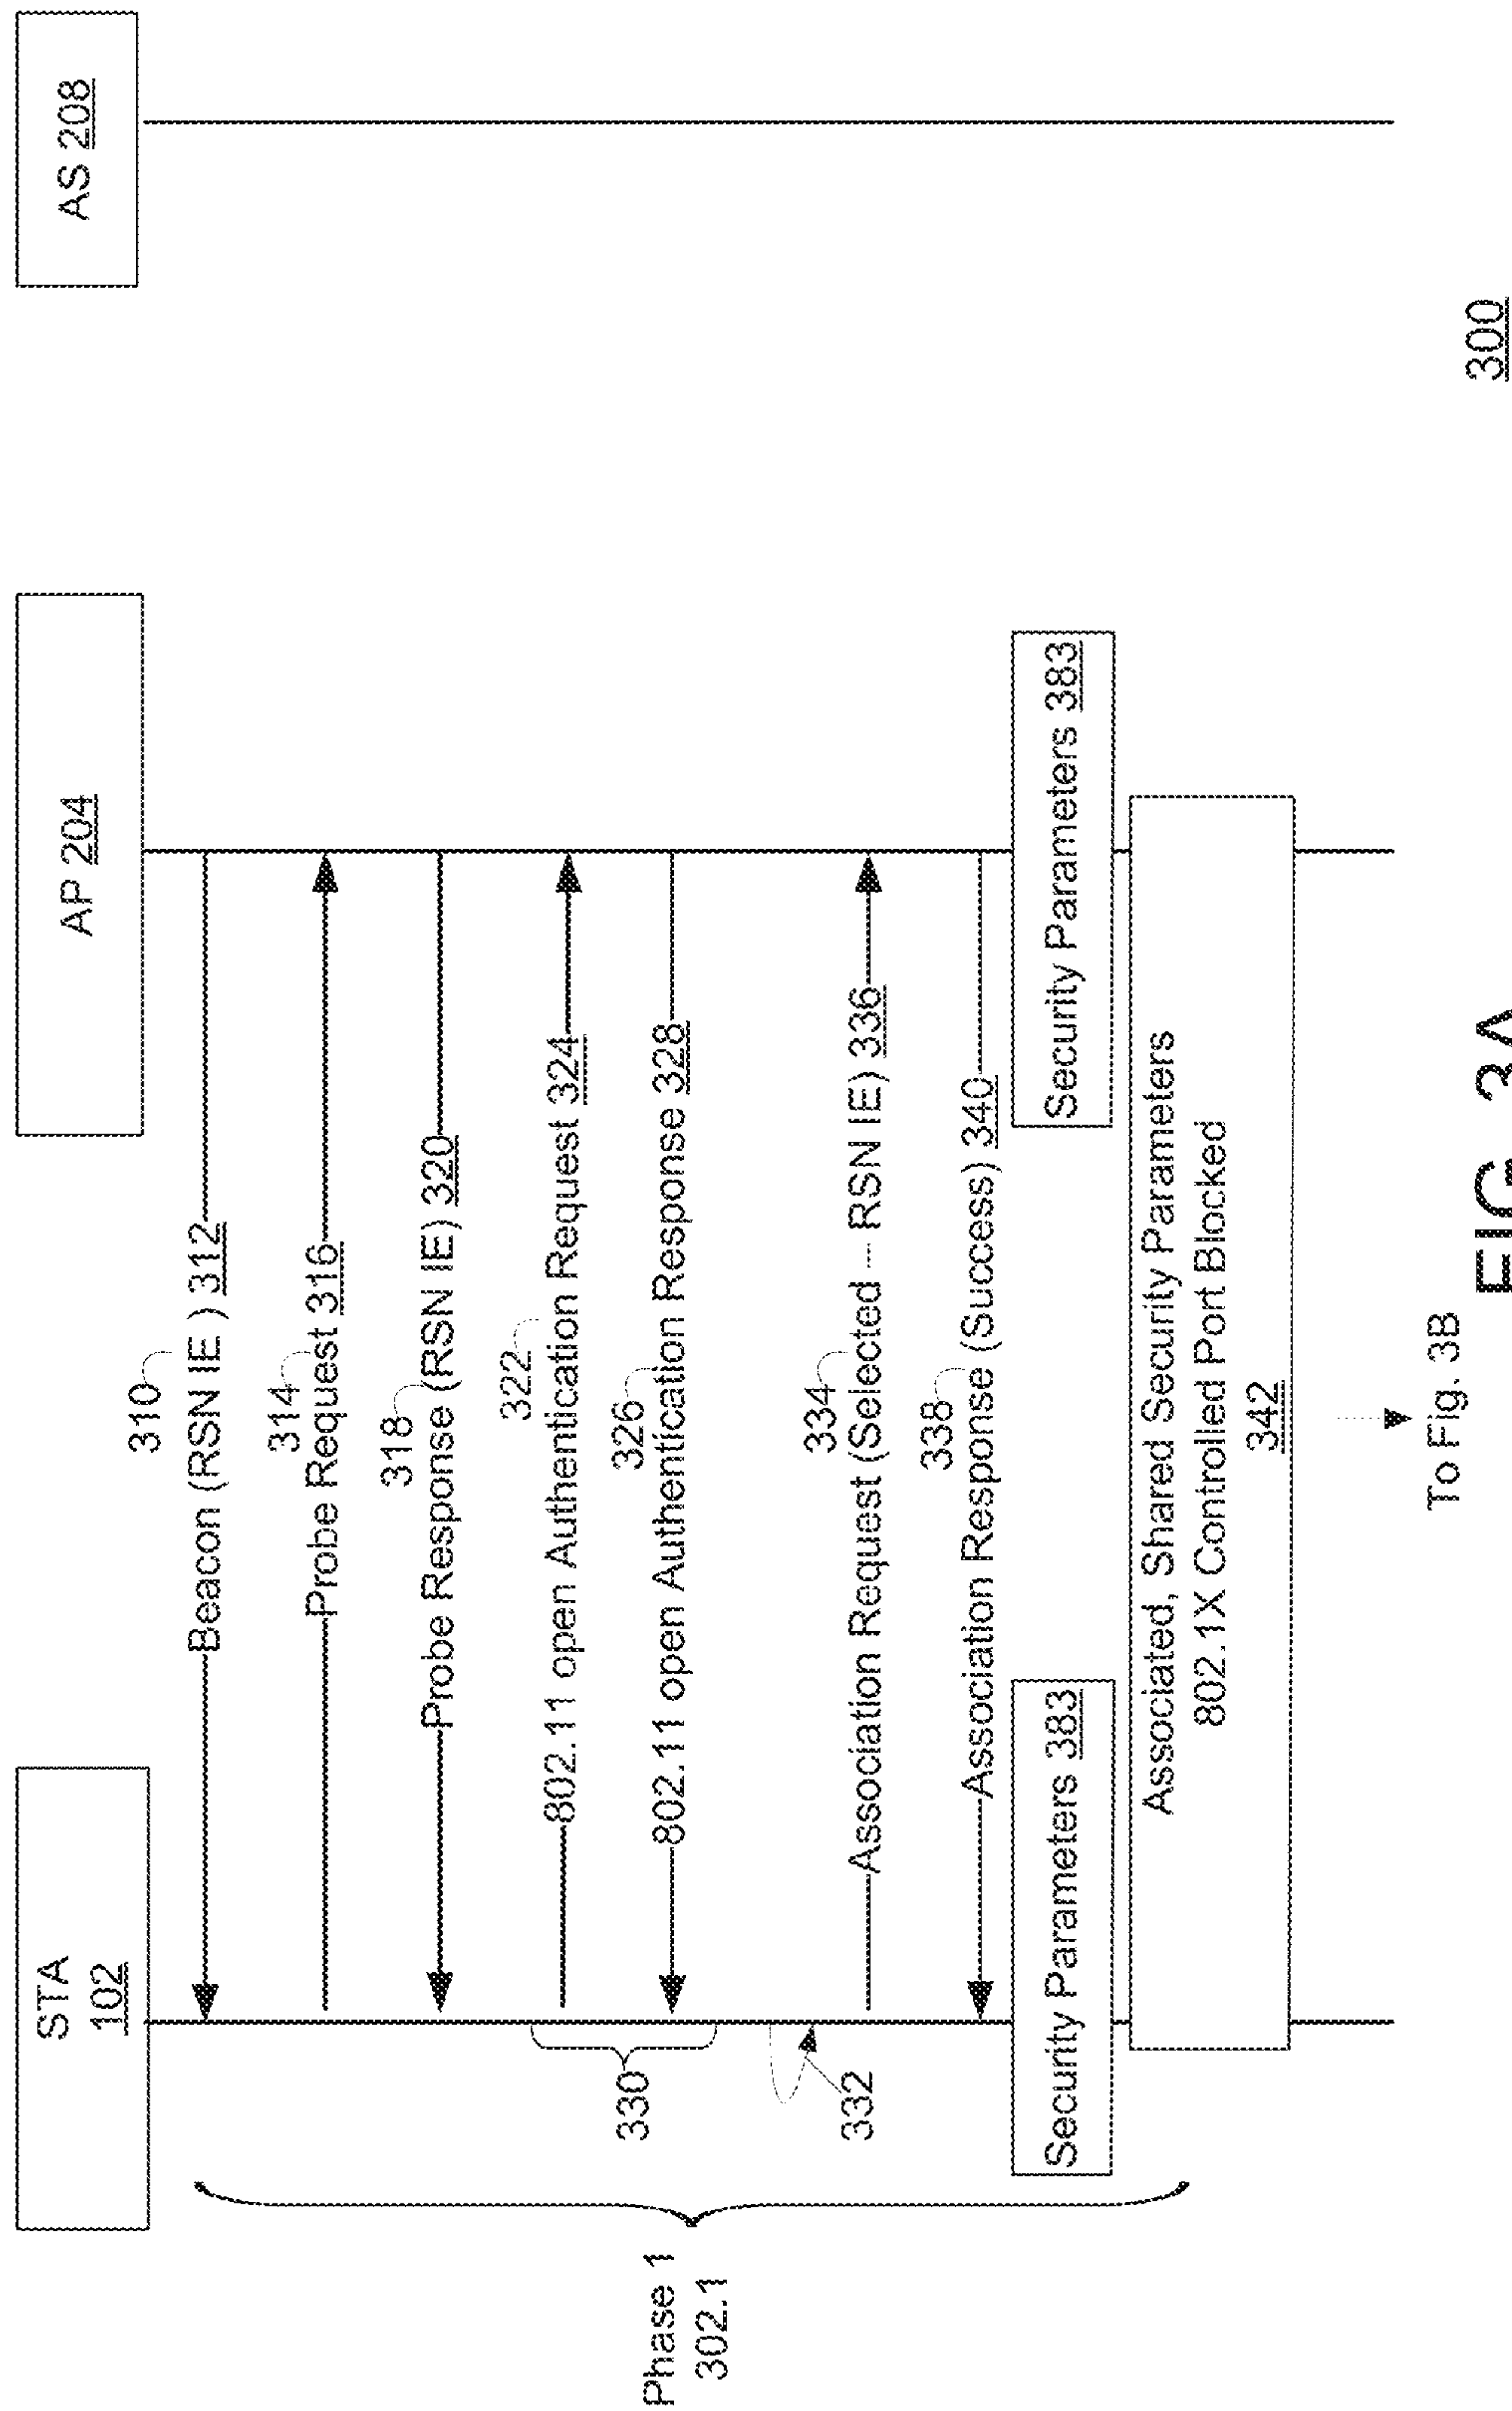 STA
102
AP 204
AS 208
310
Beacon (RSN IE ) 312
314
Probe Request 316
318
Probe Response (RSN IE) 320
322
802.11 open Authentication Request 324
326
802.11 open Authentication Response 328
330
332
334
Association Request (Selected -- RSN IE) 336
338
Association Response (Success) 340
Phase 1
302.1
Security Parameters 383
Security Parameters 383
Associated, Shared Security Parameters
802.1X Controlled Port Blocked
342
To Fig. 3B
FIG. 3A
300